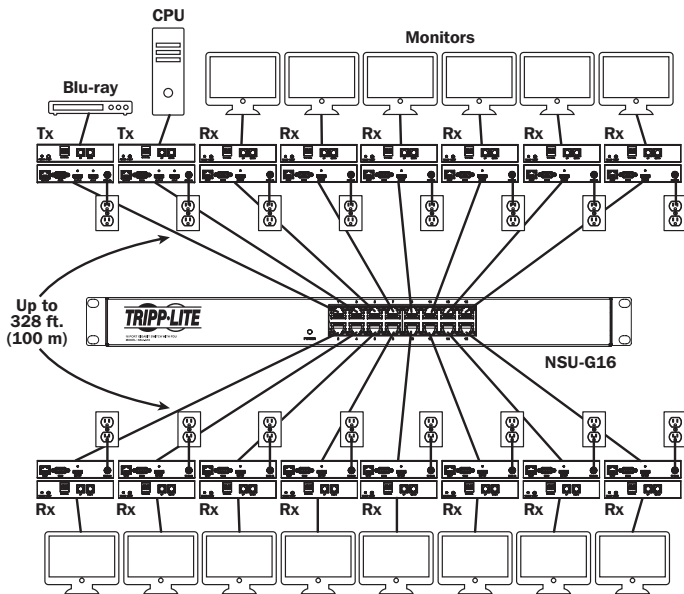 CPU
Monitors
Blu-ray
Tx
Tx
Rx
Rx
Rx
Rx
Rx
Rx
Up to
328 ft.
(100 m)
TRIPP·LITE
POWER
NSU-G16
Rx
Rx
Rx
Rx
Rx
Rx
Rx
Rx